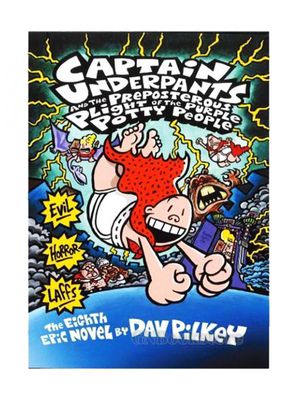 CAPTAIN
UNDERPANTS
AND THE PREPOSTEROUS
PLIGHT OF THE PURPLE
POTTY PEOPLE
EVIL
HORROR
LAFFS
THE EIGHTH
EPIC NOVEL BY DAV PILKEY